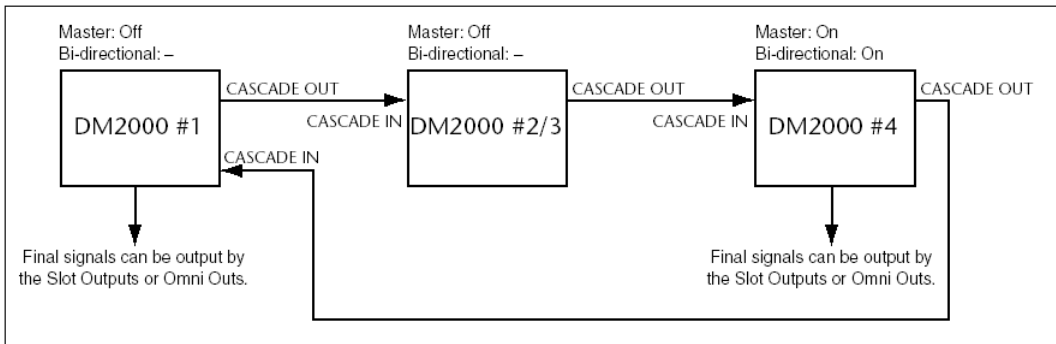 Master: Off
Bi-directional: –
Master: Off
Bi-directional: –
Master: On
Bi-directional: On
DM2000 #1
CASCADE OUT
CASCADE IN
DM2000 #2/3
CASCADE OUT
CASCADE IN
DM2000 #4
CASCADE OUT
CASCADE IN
Final signals can be output by
the Slot Outputs or Omni Outs.
Final signals can be output by
the Slot Outputs or Omni Outs.